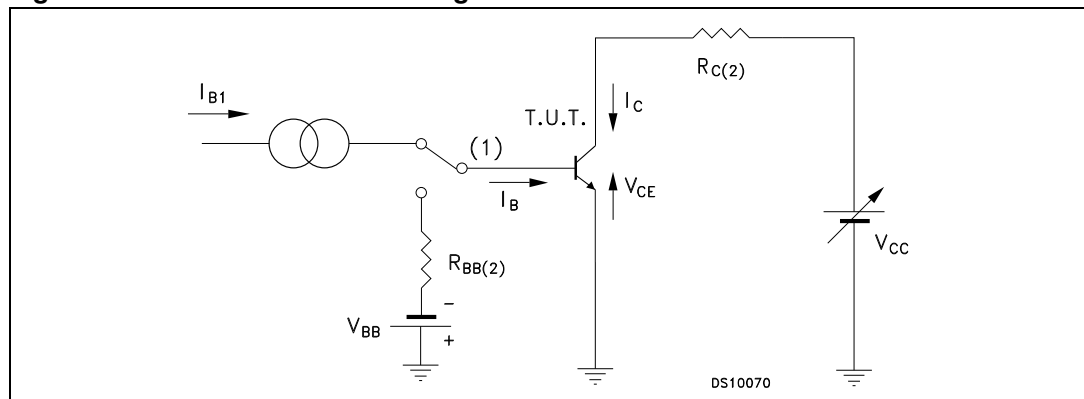 I_B1
R_C(2)
I_C
T.U.T.
(1)
I_B
V_CE
V_CC
R_BB(2)
V_BB
-
+
DS10070